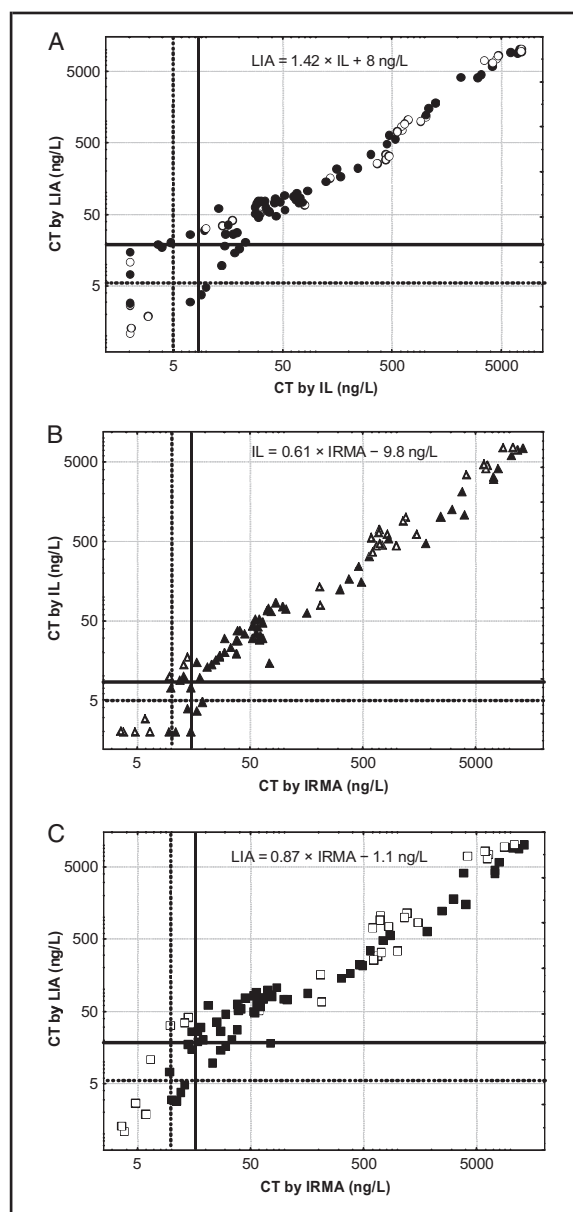 A
LIA = 1.42 × IL + 8 ng/L
5000
500
50
5
CT by LIA (ng/L)
5 50 500 5000
CT by IL (ng/L)
B
IL = 0.61 × IRMA − 9.8 ng/L
5000
500
50
5
CT by IL (ng/L)
5 50 500 5000
CT by IRMA (ng/L)
C
LIA = 0.87 × IRMA − 1.1 ng/L
5000
500
50
5
CT by LIA (ng/L)
5 50 500 5000
CT by IRMA (ng/L)